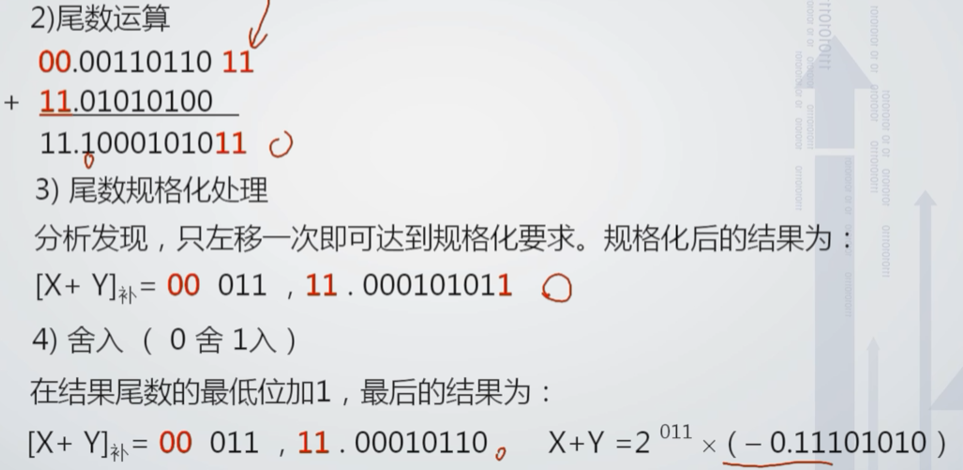 2)尾数运算
00.00110110 11
+ 11.01010100
11.1000101011
3) 尾数规格化处理
分析发现，只左移一次即可达到规格化要求。规格化后的结果为：
[X+ Y]补= 00 011 ，11 . 000101011
4) 舍入（ 0 舍 1入 ）
在结果尾数的最低位加1，最后的结果为：
[X+ Y]补= 00 011 ，11 . 00010110 X+Y =2 011 × ( – 0.11101010 )